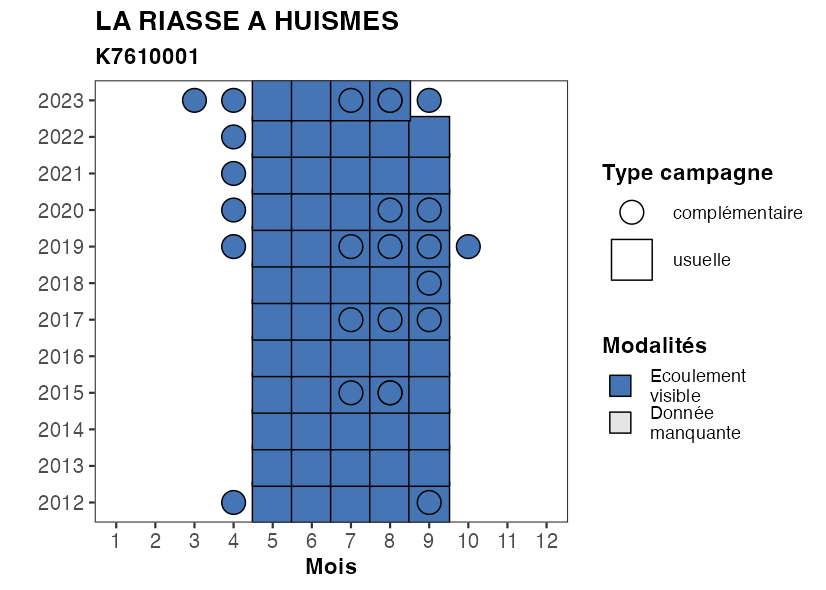 LA RIASSE A HUISMES
K7610001
2023
2022
2021
2020
2019
2018
2017
2016
2015
2014
2013
2012
1 2 3 4 5 6 7 8 9 10 11 12
Mois
Type campagne
complémentaire
usuelle
Modalités
Ecoulement
visible
Donnée
manquante